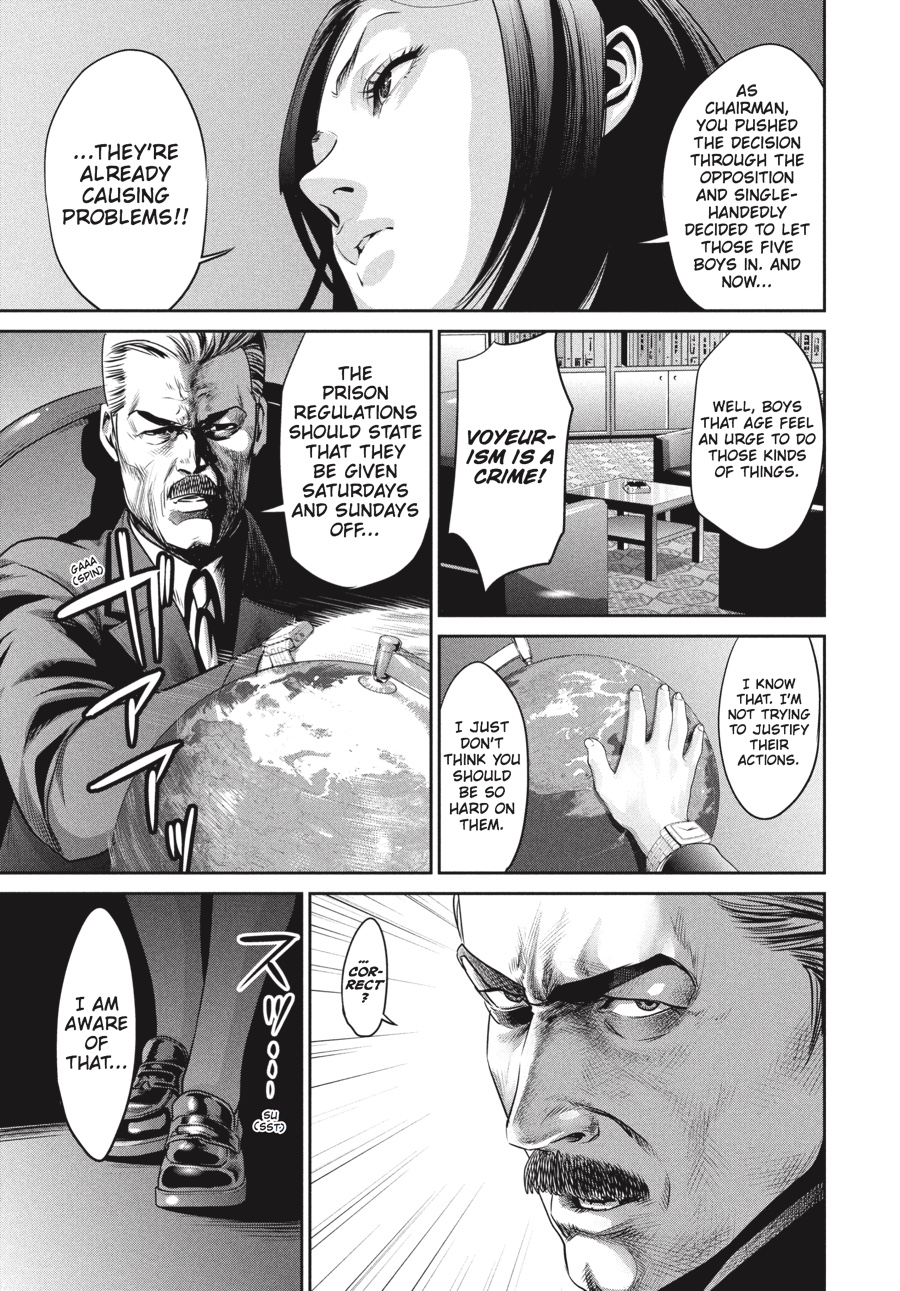 AS
CHAIRMAN,
YOU PUSHED
THE DECISION
THROUGH THE
OPPOSITION
AND SINGLE-
HANDEDLY
DECIDED TO LET
THOSE FIVE
BOYS IN. AND
NOW...
...THEY'RE
ALREADY
CAUSING
PROBLEMS!!
WELL, BOYS
THAT AGE FEEL
AN URGE TO DO
THOSE KINDS
OF THINGS.
VOYEUR-
ISM IS A
CRIME!
I KNOW
THAT. I'M
NOT TRYING
TO JUSTIFY
THEIR
ACTIONS.
I JUST
DON'T
THINK YOU
SHOULD
BE SO
HARD ON
THEM.
THE
PRISON
REGULATIONS
SHOULD STATE
THAT THEY
BE GIVEN
SATURDAYS
AND SUNDAYS
OFF...
ガアーッ
GAAA
(SPIN)
...
COR-
RECT
?
スッ…
SU
(SST)
I AM
AWARE
OF
THAT...